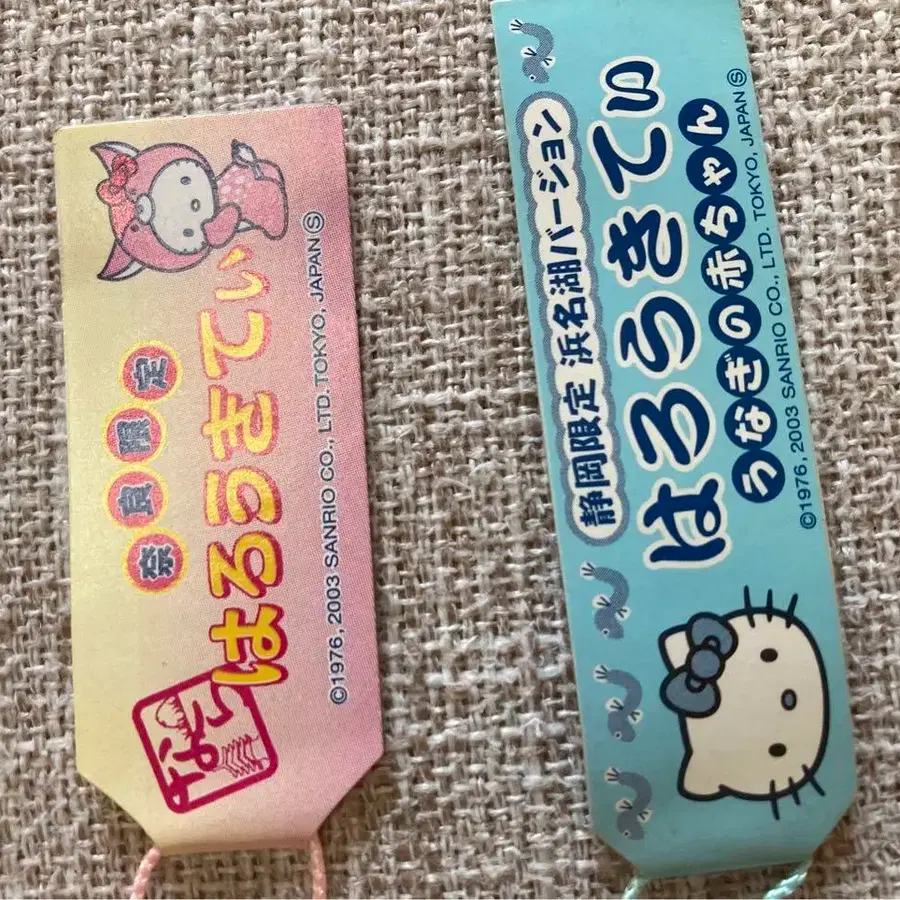 奈良限定
はろうきてぃ
なら
©1976, 2003 SANRIO CO., LTD. TOKYO, JAPAN Ⓢ
静岡限定 浜名湖バージョン
はろうきてぃ
うなぎの赤ちゃん
©1976, 2003 SANRIO CO., LTD. TOKYO, JAPAN Ⓢ